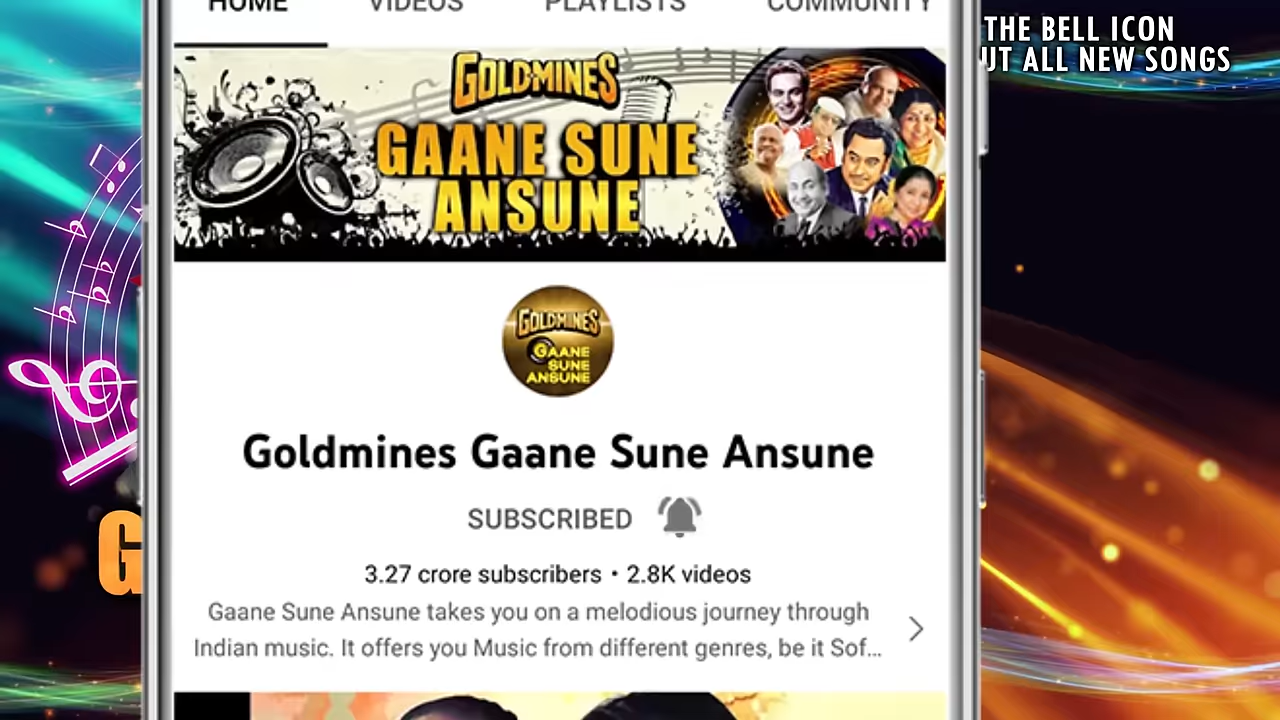 HOME VIDEOS PLAYLISTS COMMUNITY
THE BELL ICON
UT ALL NEW SONGS
GOLDMINES
GAANE SUNE
ANSUNE
GOLDMINES
GAANE
SUNE
ANSUNE
Goldmines Gaane Sune Ansune
SUBSCRIBED
G
3.27 crore subscribers • 2.8K videos
Gaane Sune Ansune takes you on a melodious journey through
Indian music. It offers you Music from different genres, be it Sof...